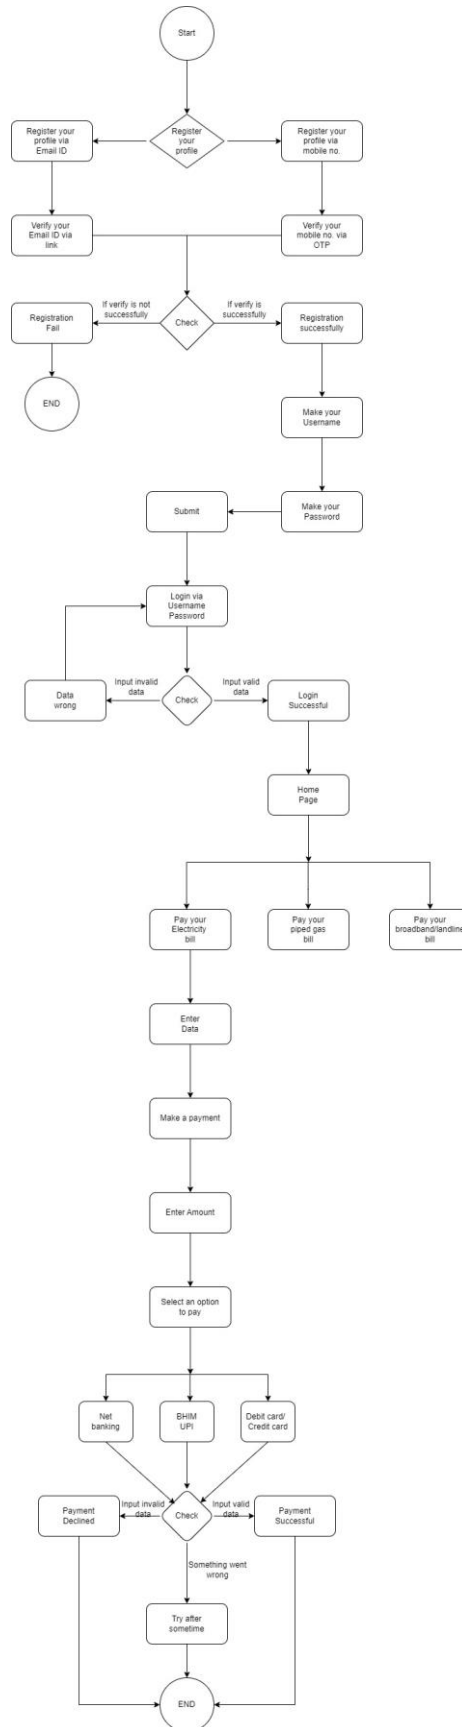 Start
Register your
profile via
Email ID
Register
your
profile
Register your
profile via
mobile no.
Verify your
Email ID via
link
Verify your
mobile no. via
OTP
If verify is not
successfully
If verify is
successfully
Registration
Fail
Check
Registration
successfully
END
Make your
Username
Submit
Make your
Password
Login via
Username
Password
Input invalid
data
Input valid
data
Data
wrong
Check
Login
Successful
Home
Page
Pay your
Electricity
bill
Pay your
piped gas
bill
Pay your
broadband/landline
bill
Enter
Data
Make a payment
Enter Amount
Select an option
to pay
Net
banking
BHIM
UPI
Debit card/
Credit card
Payment
Declined
Input invalid
data
Check
Input valid
data
Payment
Successful
Something went
wrong
Try after
sometime
END